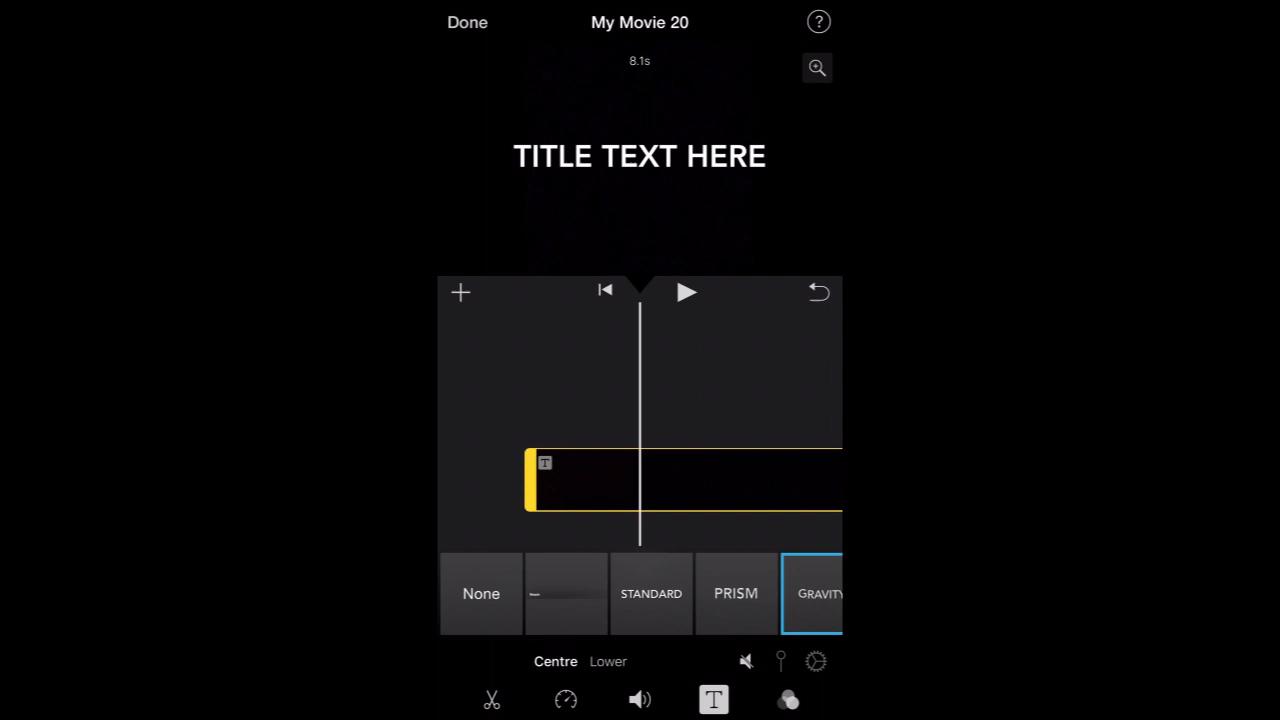 Done My Movie 20 ?
8.1s
TITLE TEXT HERE
T
None STANDARD PRISM GRAVITY
Centre Lower
T